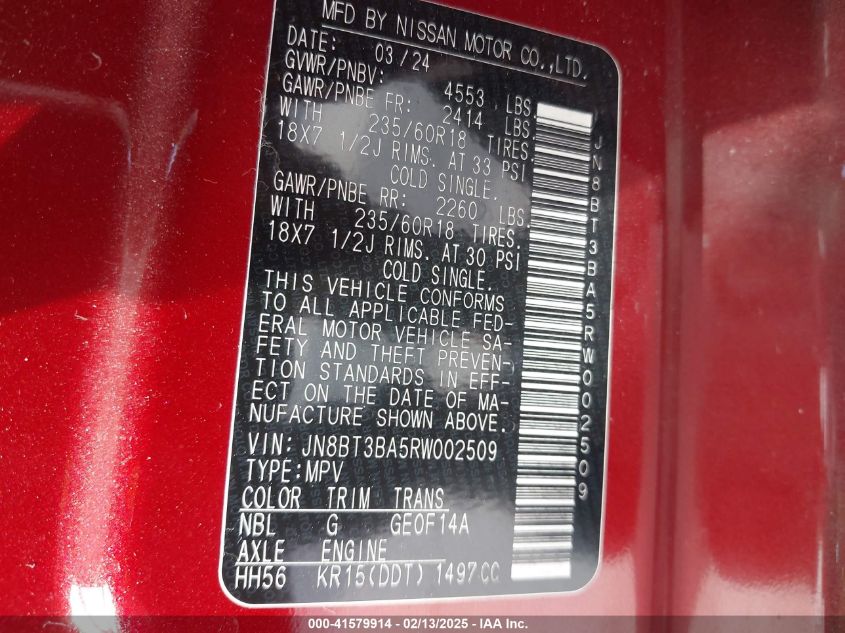 MFD BY NISSAN MOTOR CO.,LTD.
DATE: 03/24
GVWR/PNBV: 4553 LBS
GAWR/PNBE FR: 2414 LBS.
WITH 235/60R18 TIRES.
18X7 1/2J RIMS. AT 33 PSI
COLD SINGLE.
GAWR/PNBE RR: 2260 LBS.
WITH 235/60R18 TIRES.
18X7 1/2J RIMS. AT 30 PSI
COLD SINGLE.
THIS VEHICLE CONFORMS
TO ALL APPLICABLE FED-
ERAL MOTOR VEHICLE SA-
FETY AND THEFT PREVEN-
TION STANDARDS IN EFF-
ECT ON THE DATE OF MA-
NUFACTURE SHOWN ABOVE.
VIN: JN8BT3BA5RW002509
TYPE:MPV
COLOR TRIM TRANS
NBL G GE0F14A
AXLE ENGINE
HH56 KR15(DDT) 1497CC
JN8BT3BA5RW002509
000-41579914 / 02/13/2025 - IAA Inc.